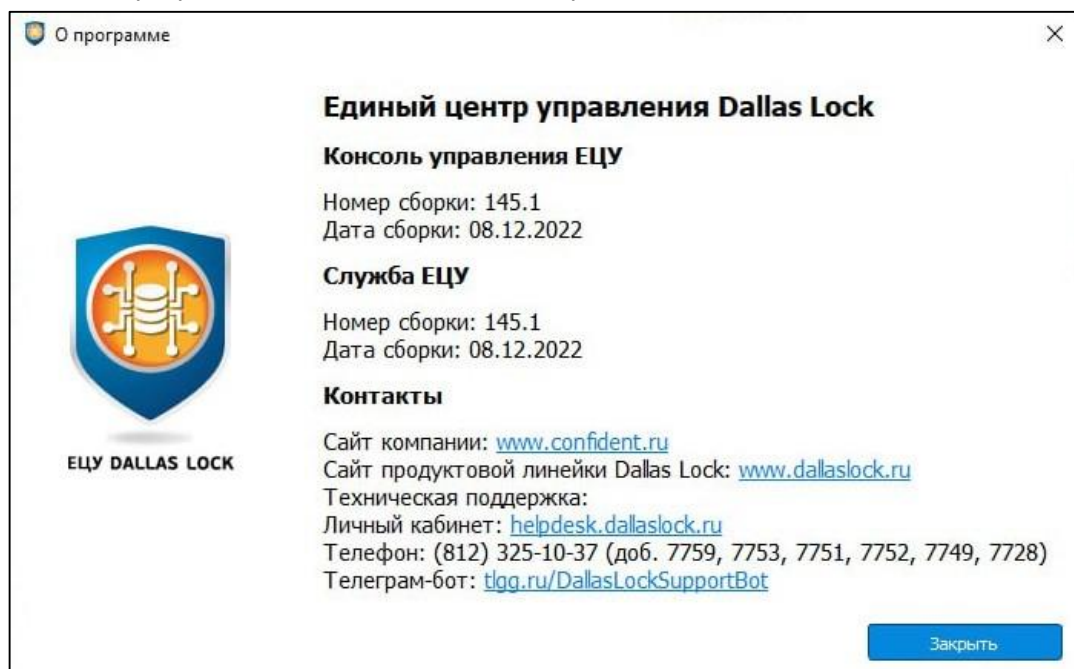 О программе
Единый центр управления Dallas Lock
Консоль управления ЕЦУ
Номер сборки: 145.1
Дата сборки: 08.12.2022
Служба ЕЦУ
Номер сборки: 145.1
Дата сборки: 08.12.2022
Контакты
Сайт компании: www.confident.ru
Сайт продуктовой линейки Dallas Lock: www.dallaslock.ru
Техническая поддержка:
Личный кабинет: helpdesk.dallaslock.ru
Телефон: (812) 325-10-37 (доб. 7759, 7753, 7751, 7752, 7749, 7728)
Телеграм-бот: tlgg.ru/DallasLockSupportBot
ЕЦУ DALLAS LOCK
Закрыть